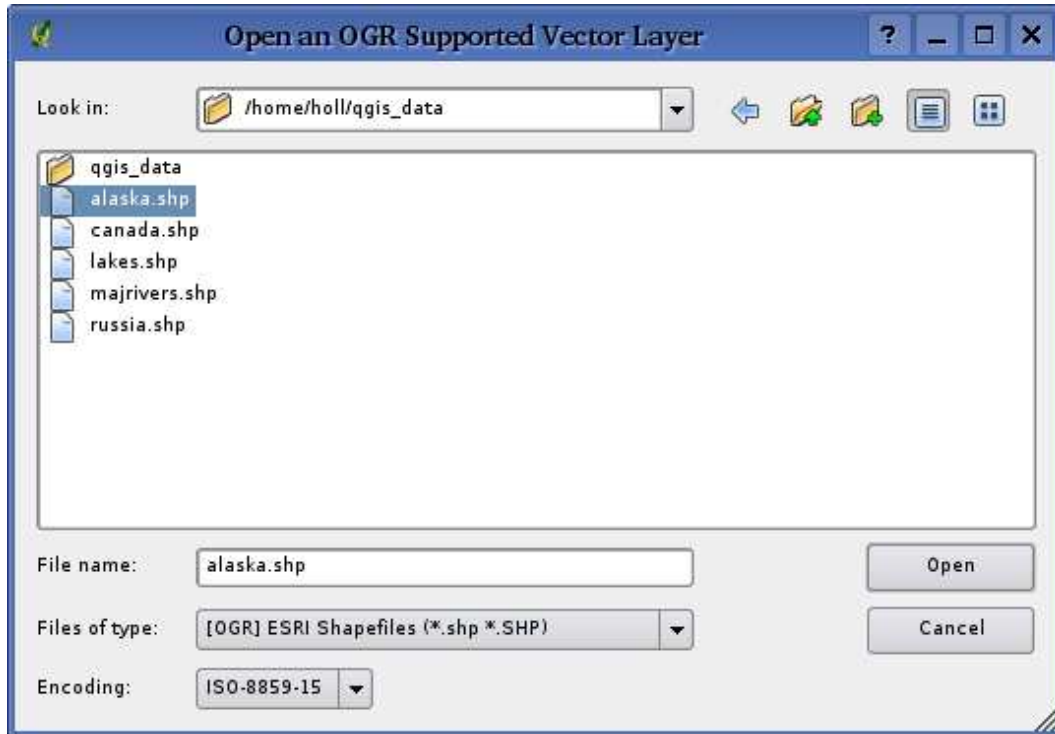 Open an OGR Supported Vector Layer
Look in: /home/holl/qgis_data
qgis_data
alaska.shp
canada.shp
lakes.shp
majrivers.shp
russia.shp
File name: alaska.shp Open
Files of type: [OGR] ESRI Shapefiles (*.shp *.SHP) Cancel
Encoding: ISO-8859-15